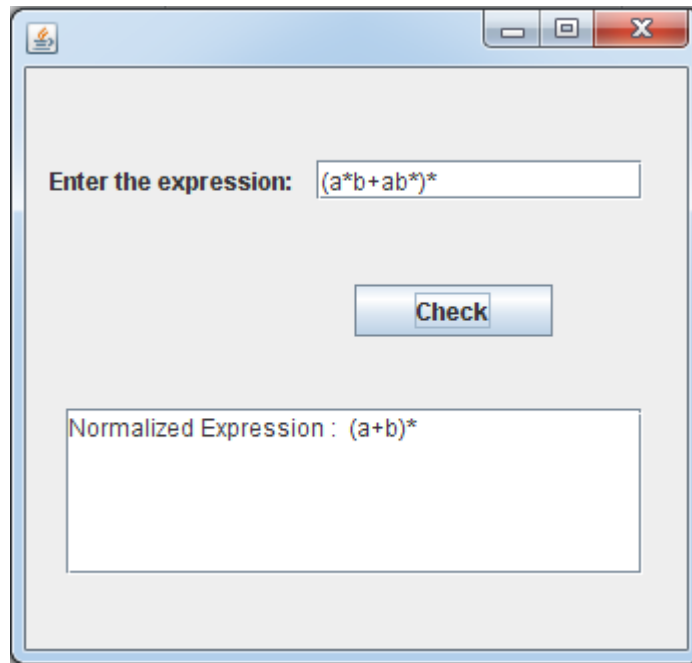 Enter the expression: (a*b+ab*)*
Check
Normalized Expression : (a+b)*